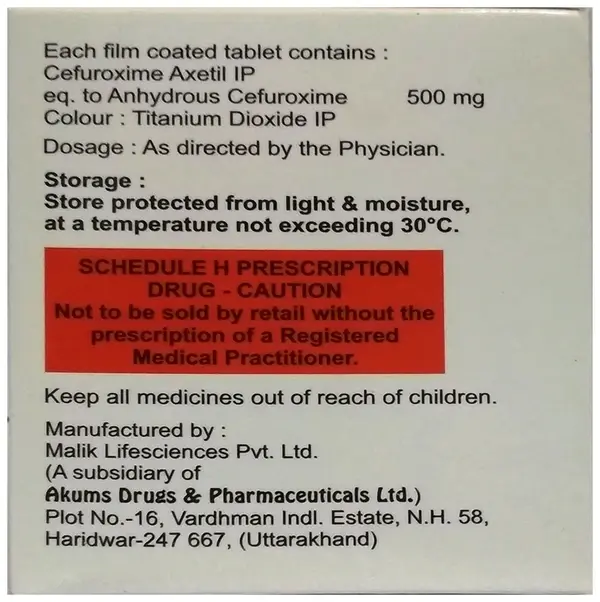 Each film coated tablet contains :
Cefuroxime Axetil IP
eq. to Anhydrous Cefuroxime 500 mg
Colour : Titanium Dioxide IP
Dosage : As directed by the Physician.
Storage :
Store protected from light & moisture,
at a temperature not exceeding 30°C.
SCHEDULE H PRESCRIPTION
DRUG - CAUTION
Not to be sold by retail without the
prescription of a Registered
Medical Practitioner.
Keep all medicines out of reach of children.
Manufactured by :
Malik Lifesciences Pvt. Ltd.
(A subsidiary of
Akums Drugs & Pharmaceuticals Ltd.)
Plot No.-16, Vardhman Indl. Estate, N.H. 58,
Haridwar-247 667, (Uttarakhand)